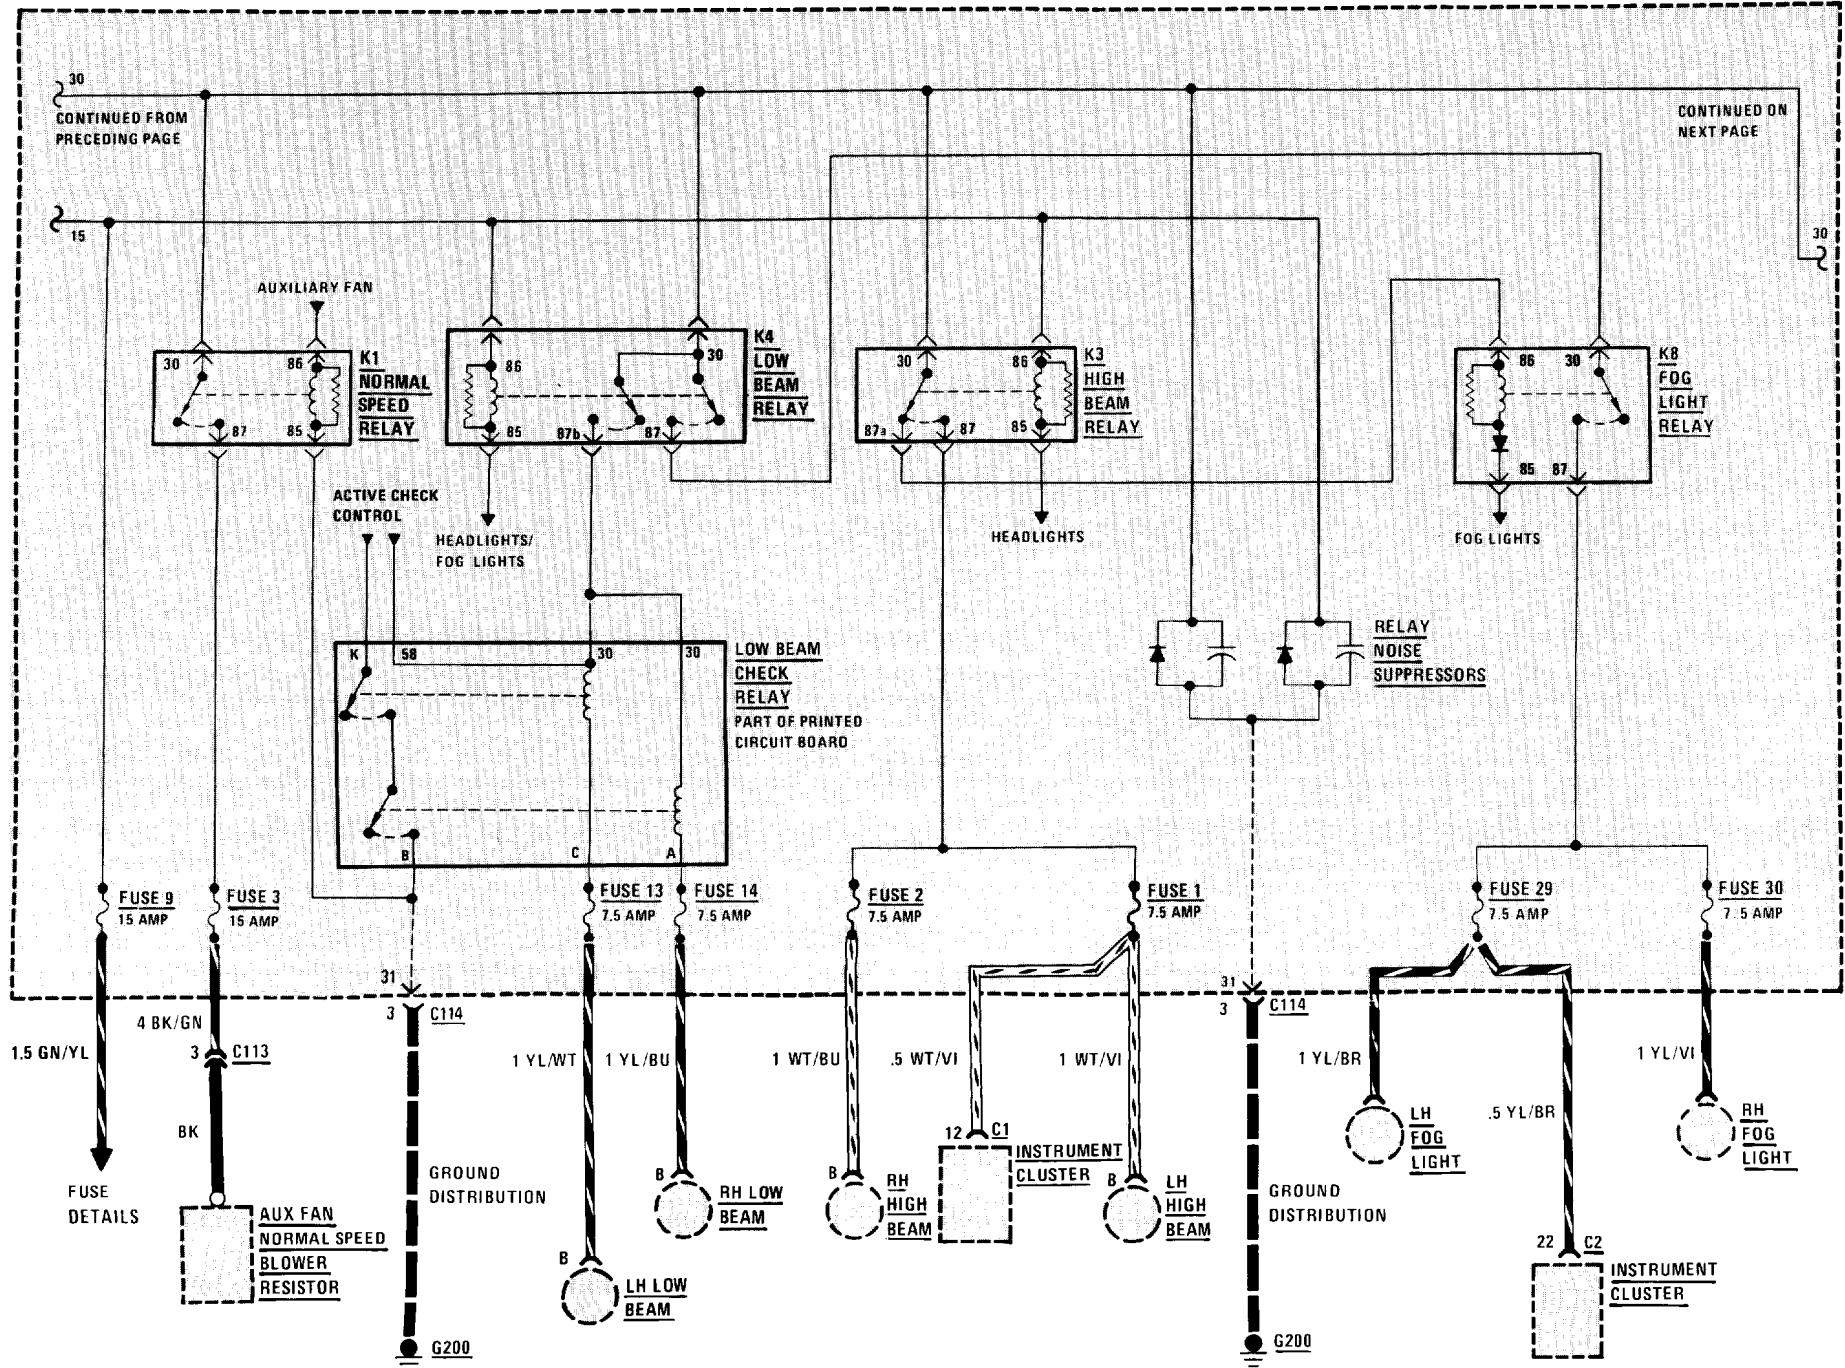 30
CONTINUED FROM
PRECEDING PAGE
CONTINUED ON
NEXT PAGE
15
30
AUXILIARY FAN
30
86
87
85
K1
NORMAL
SPEED
RELAY
86
30
85
87b
87
K4
LOW
BEAM
RELAY
30
86
87a
87
85
K3
HIGH
BEAM
RELAY
86
30
85
87
K8
FOG
LIGHT
RELAY
ACTIVE CHECK
CONTROL
HEADLIGHTS/
FOG LIGHTS
HEADLIGHTS
FOG LIGHTS
K
58
30
30
B
C
A
LOW BEAM
CHECK
RELAY
PART OF PRINTED
CIRCUIT BOARD
RELAY
NOISE
SUPPRESSORS
FUSE 9
15 AMP
FUSE 3
15 AMP
FUSE 13
7.5 AMP
FUSE 14
7.5 AMP
FUSE 2
7.5 AMP
FUSE 1
7.5 AMP
FUSE 29
7.5 AMP
FUSE 30
7.5 AMP
31
3
C114
31
3
C114
4 BK/GN
1.5 GN/YL
3
C113
1 YL/WT
1 YL/BU
1 WT/BU
.5 WT/VI
1 WT/VI
1 YL/BR
.5 YL/BR
1 YL/VI
BK
12
C1
INSTRUMENT
CLUSTER
LH
FOG
LIGHT
RH
FOG
LIGHT
FUSE
DETAILS
GROUND
DISTRIBUTION
B
RH LOW
BEAM
B
RH
HIGH
BEAM
B
LH
HIGH
BEAM
GROUND
DISTRIBUTION
AUX FAN
NORMAL SPEED
BLOWER
RESISTOR
B
LH LOW
BEAM
22
C2
INSTRUMENT
CLUSTER
G200
G200